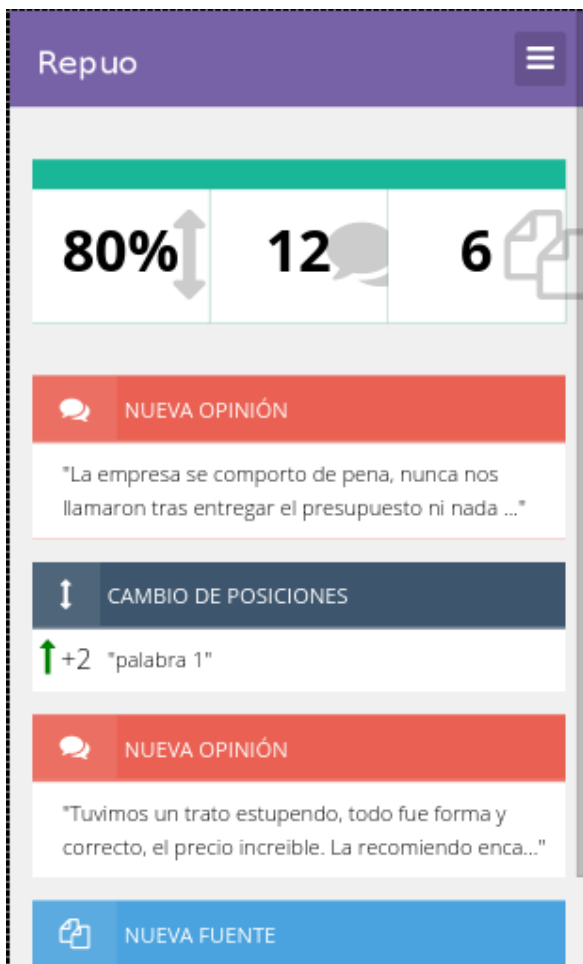 Repuo
80% 12 6
NUEVA OPINIÓN
"La empresa se comporto de pena, nunca nos
llamaron tras entregar el presupuesto ni nada ..."
CAMBIO DE POSICIONES
+2 "palabra 1"
NUEVA OPINIÓN
"Tuvimos un trato estupendo, todo fue forma y
correcto, el precio increible. La recomiendo enca..."
NUEVA FUENTE